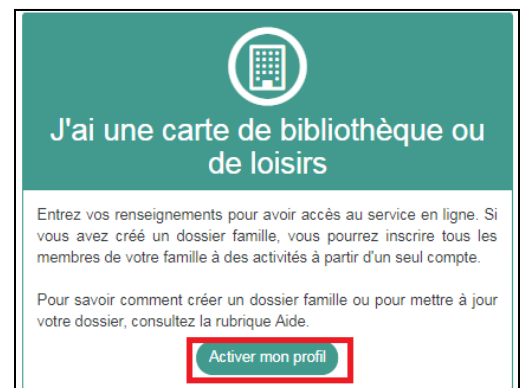 J'ai une carte de bibliothèque ou
de loisirs
Entrez vos renseignements pour avoir accès au service en ligne. Si
vous avez créé un dossier famille, vous pourrez inscrire tous les
membres de votre famille à des activités à partir d'un seul compte.
Pour savoir comment créer un dossier famille ou pour mettre à jour
votre dossier, consultez la rubrique Aide.
Activer mon profil